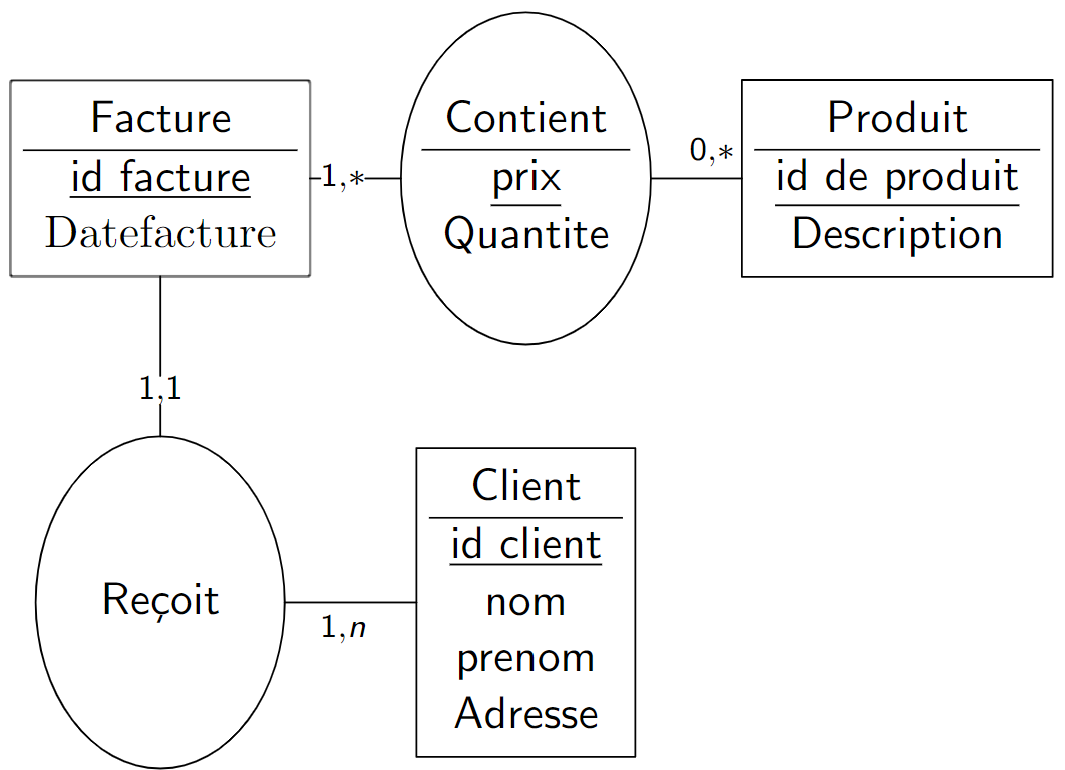 Facture
id facture
Datefacture
1,*
Contient
prix
Quantite
0,*
Produit
id de produit
Description
1,1
Reçoit
1,n
Client
id client
nom
prenom
Adresse